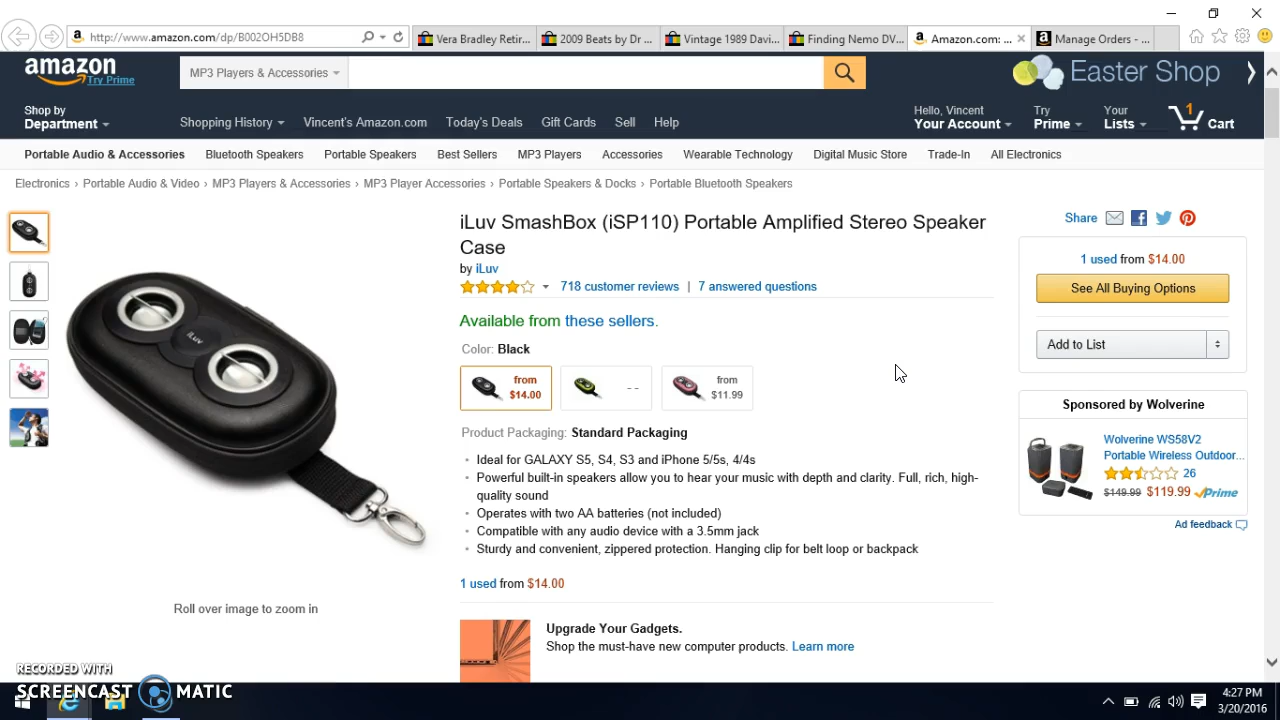 http://www.amazon.com/dp/B002OH5DB8
Vera Bradley Retir...
2009 Beats by Dr ...
Vintage 1989 Davi...
Finding Nemo DV...
Amazon.com: ...
Manage Orders - ...
amazon
Try Prime
MP3 Players & Accessories
Easter Shop
Shop by
Department
Shopping History
Vincent's Amazon.com
Today's Deals
Gift Cards
Sell
Help
Hello, Vincent
Your Account
Try
Prime
Your
Lists
1
Cart
Portable Audio & Accessories
Bluetooth Speakers
Portable Speakers
Best Sellers
MP3 Players
Accessories
Wearable Technology
Digital Music Store
Trade-In
All Electronics
Electronics › Portable Audio & Video › MP3 Players & Accessories › MP3 Player Accessories › Portable Speakers & Docks › Portable Bluetooth Speakers
iLuv
Roll over image to zoom in
iLuv SmashBox (iSP110) Portable Amplified Stereo Speaker
Case
by iLuv
718 customer reviews | 7 answered questions
Available from these sellers.
Color: Black
from
$14.00
- -
from
$11.99
Product Packaging: Standard Packaging
• Ideal for GALAXY S5, S4, S3 and iPhone 5/5s, 4/4s
• Powerful built-in speakers allow you to hear your music with depth and clarity. Full, rich, high-
quality sound
• Operates with two AA batteries (not included)
• Compatible with any audio device with a 3.5mm jack
• Sturdy and convenient, zippered protection. Hanging clip for belt loop or backpack
1 used from $14.00
Upgrade Your Gadgets.
Shop the must-have new computer products. Learn more
Share
1 used from $14.00
See All Buying Options
Add to List
Sponsored by Wolverine
Wolverine WS58V2
Portable Wireless Outdoor...
26
$149.99 $119.99 Prime
Ad feedback
RECORDED WITH
SCREENCAST MATIC
4:27 PM
3/20/2016